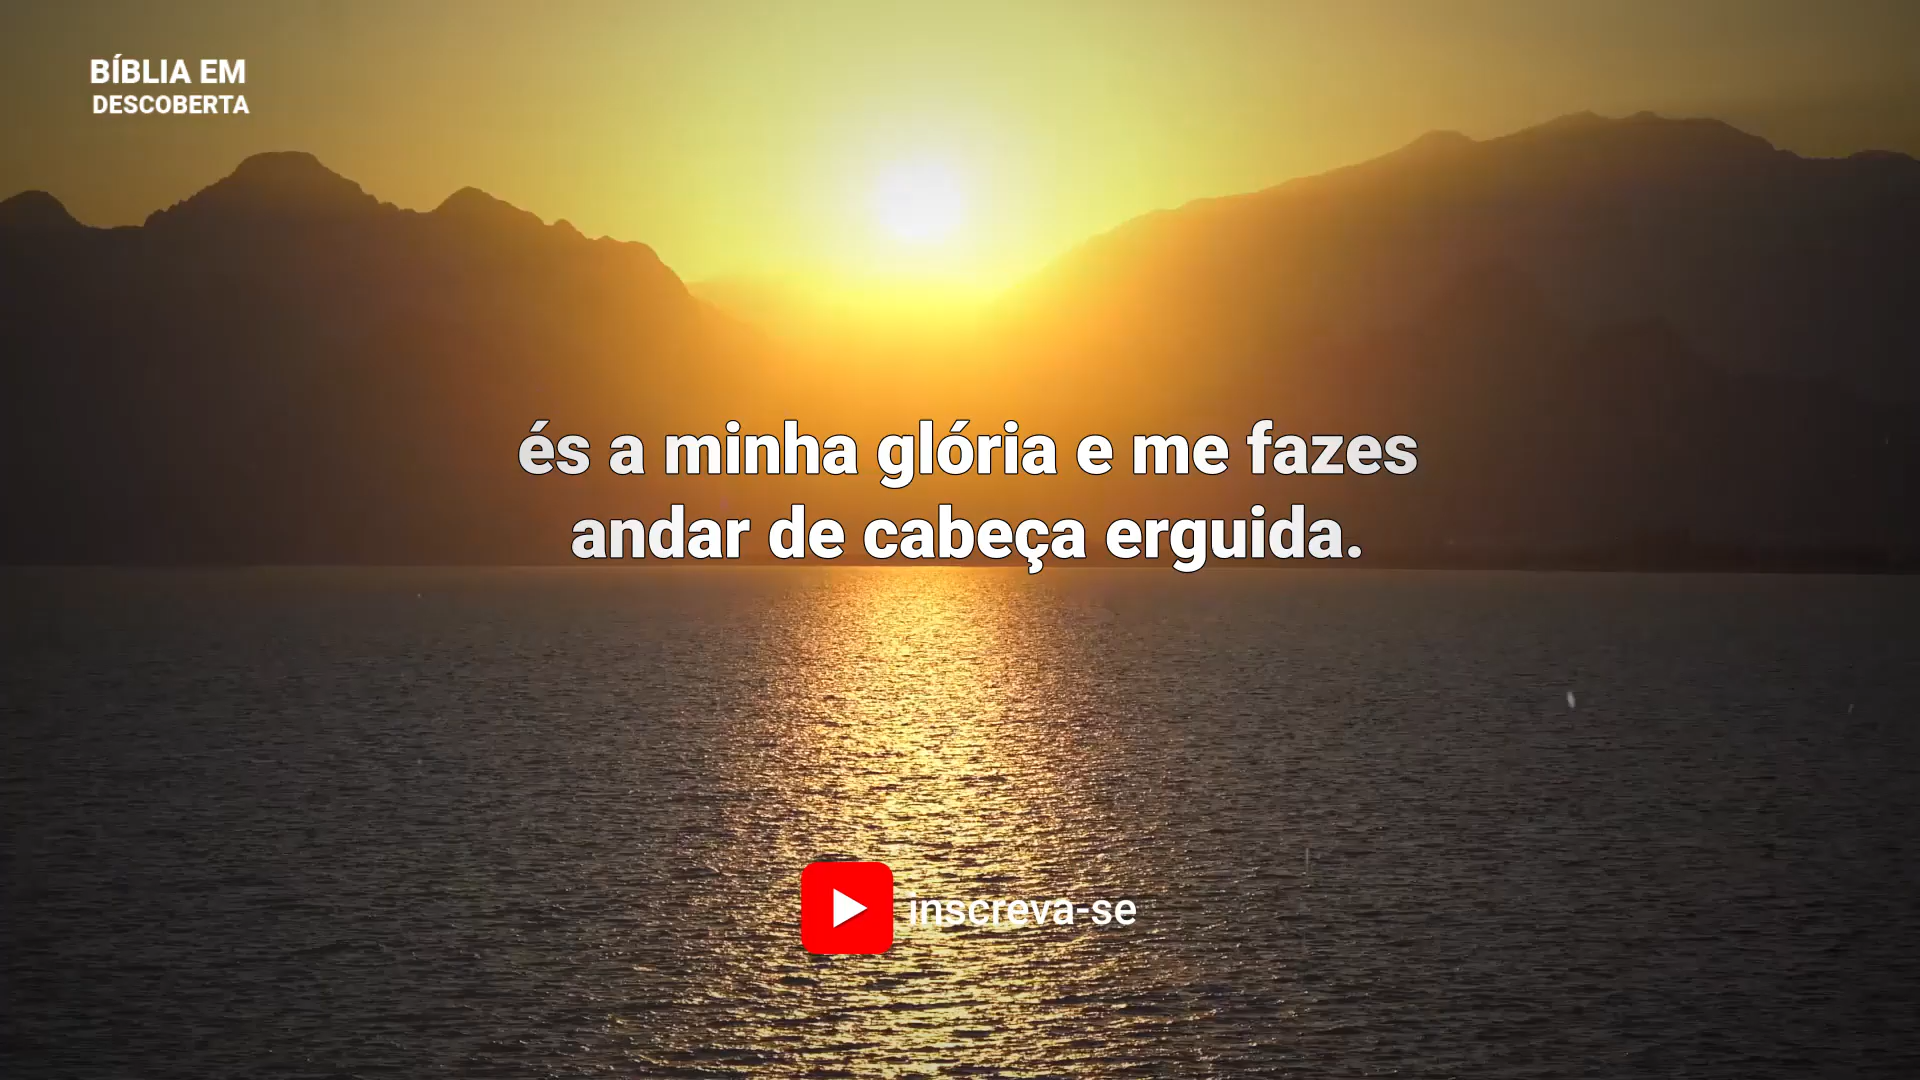 BÍBLIA EM
DESCOBERTA
és a minha glória e me fazes
andar de cabeça erguida.
inscreva-se